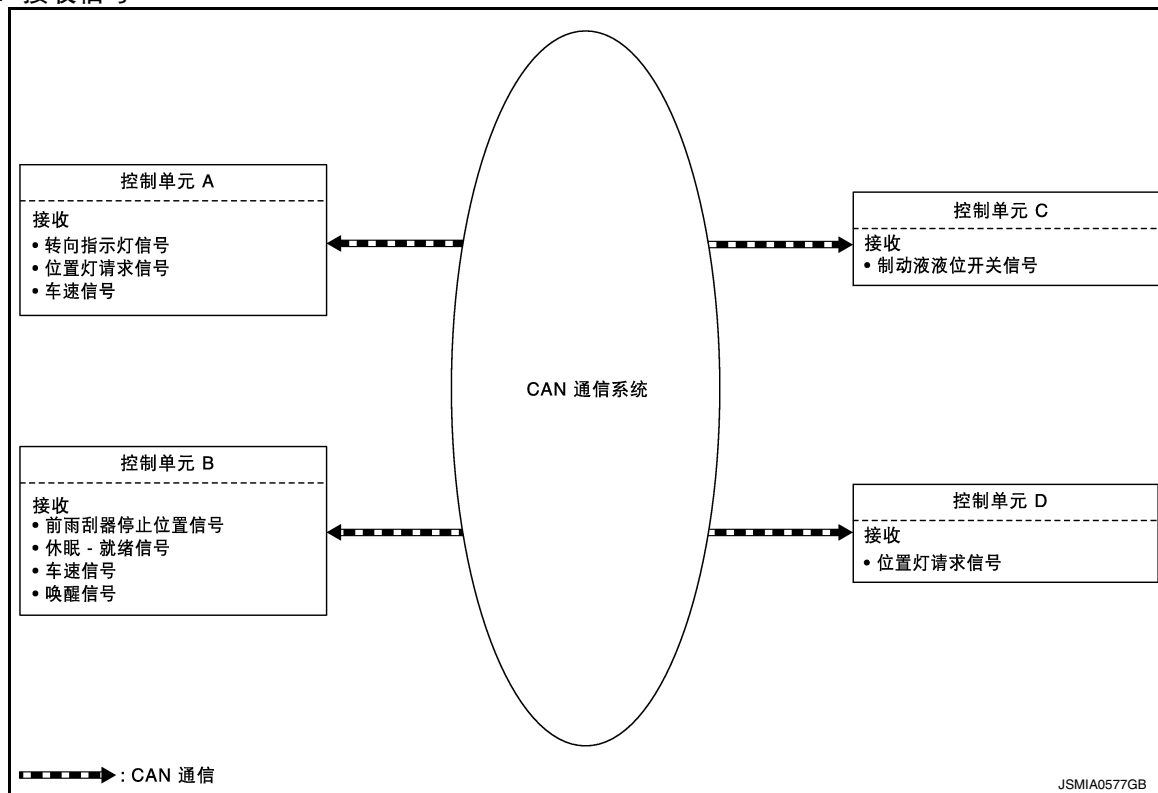 接收信号
控制单元 A
接收
• 转向指示灯信号
• 位置灯请求信号
• 车速信号
控制单元 C
接收
• 制动液液位开关信号
CAN 通信系统
控制单元 B
接收
• 前雨刮器停止位置信号
• 休眠 - 就绪信号
• 车速信号
• 唤醒信号
控制单元 D
接收
• 位置灯请求信号
: CAN 通信
JSMIA0577GB